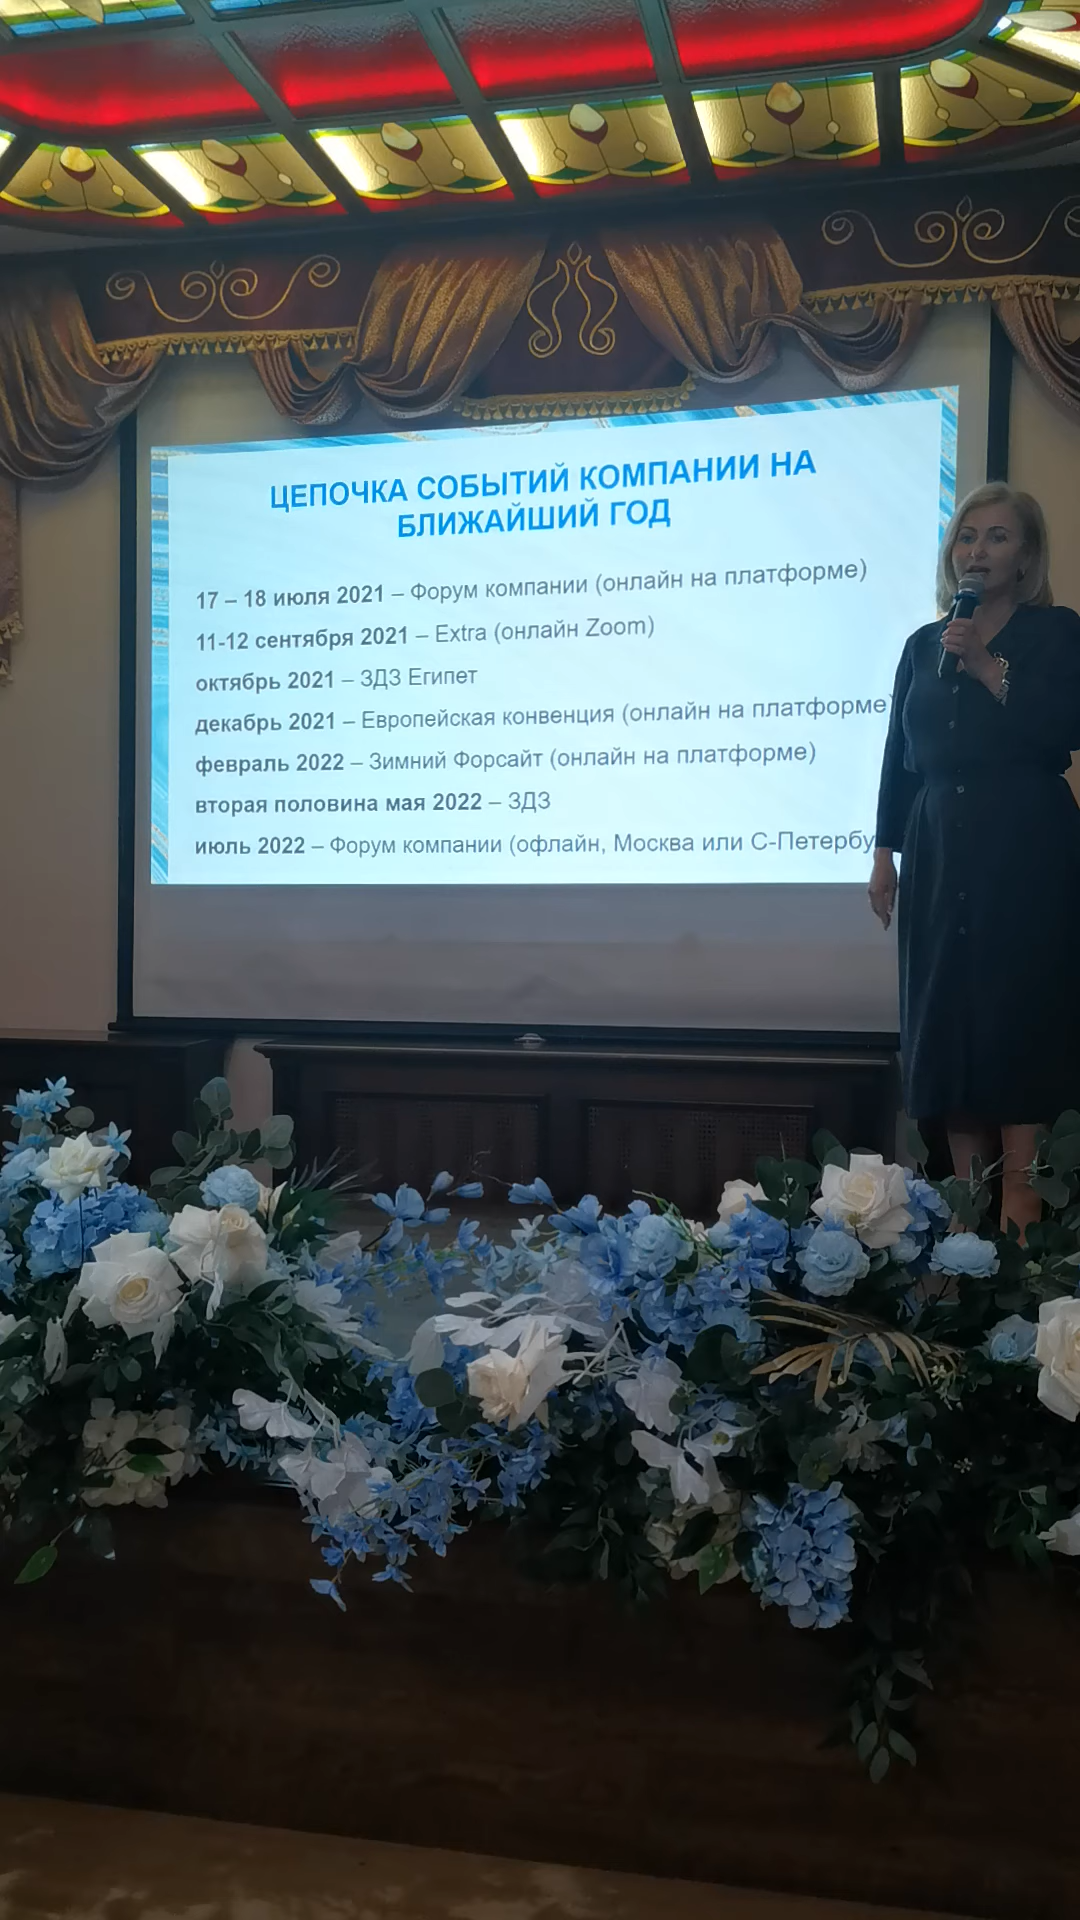 ЦЕПОЧКА СОБЫТИЙ КОМПАНИИ НА
БЛИЖАЙШИЙ ГОД
17 – 18 июля 2021 – Форум компании (онлайн на платформе)
11-12 сентября 2021 – Extra (онлайн Zoom)
октябрь 2021 – ЗДЗ Египет
декабрь 2021 – Европейская конвенция (онлайн на платформе)
февраль 2022 – Зимний Форсайт (онлайн на платформе)
вторая половина мая 2022 – ЗДЗ
июль 2022 – Форум компании (офлайн, Москва или